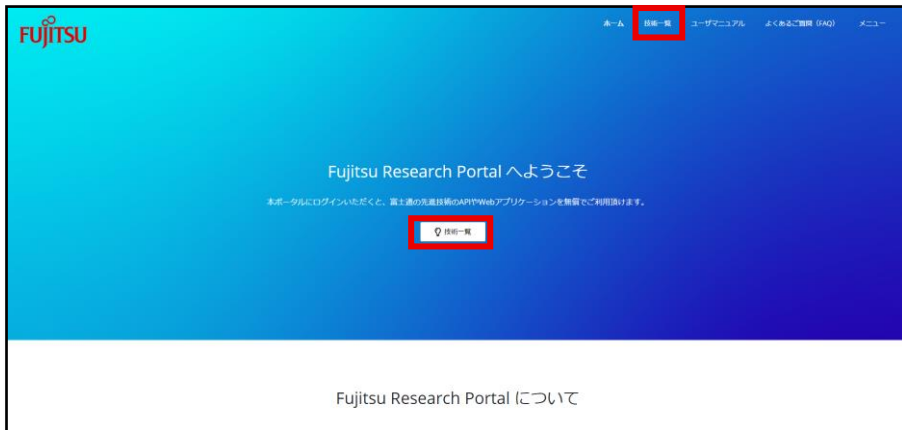 FUJITSU
ホーム 技術一覧 ユーザマニュアル よくあるご質問 (FAQ) メニュー
Fujitsu Research Portal へようこそ
本ポータルにログインいただくと、富士通の先進技術のAPIやWebアプリケーションを無償でご利用頂けます。
技術一覧
Fujitsu Research Portal について